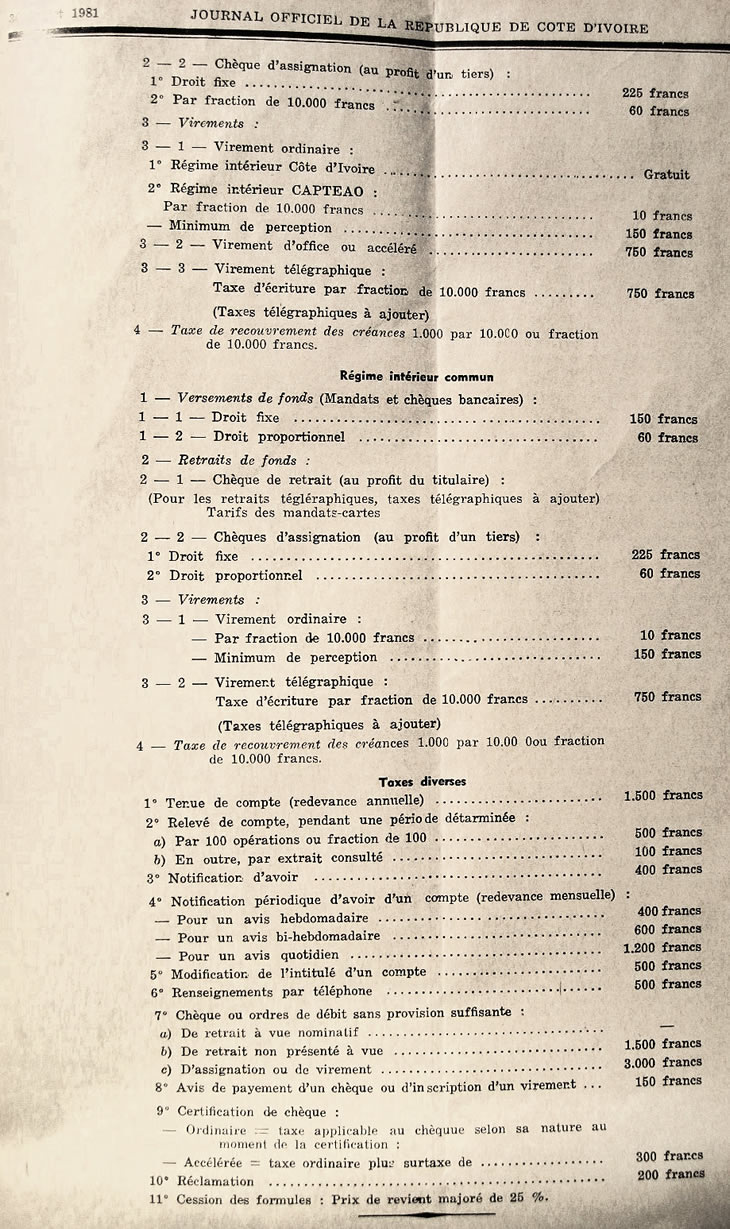 1981 JOURNAL OFFICIEL DE LA REPUBLIQUE DE COTE D'IVOIRE
2 — 2 — Chèque d'assignation (au profit d'un tiers) :
1° Droit fixe ........ 225 francs
2° Par fraction de 10.000 francs ........ 60 francs
3 — Virements :
3 — 1 — Virement ordinaire :
1° Régime intérieur Côte d'Ivoire ........ Gratuit
2° Régime intérieur CAPTEAO :
Par fraction de 10.000 francs ........ 10 francs
— Minimum de perception ........ 150 francs
3 — 2 — Virement d'office ou accéléré ........ 750 francs
3 — 3 — Virement télégraphique :
Taxe d'écriture par fraction de 10.000 francs ........ 750 francs
(Taxes télégraphiques à ajouter)
4 — Taxe de recouvrement des créances 1.000 par 10.000 ou fraction
de 10.000 francs.
Régime intérieur commun
1 — Versements de fonds (Mandats et chèques bancaires) :
1 — 1 — Droit fixe ........ 150 francs
1 — 2 — Droit proportionnel ........ 60 francs
2 — Retraits de fonds :
2 — 1 — Chèque de retrait (au profit du titulaire) :
(Pour les retraits tégléraphiques, taxes télégraphiques à ajouter)
Tarifs des mandats-cartes
2 — 2 — Chèques d'assignation (au profit d'un tiers) :
1° Droit fixe ........ 225 francs
2° Droit proportionnel ........ 60 francs
3 — Virements :
3 — 1 — Virement ordinaire :
— Par fraction de 10.000 francs ........ 10 francs
— Minimum de perception ........ 150 francs
3 — 2 — Virement télégraphique :
Taxe d'écriture par fraction de 10.000 francs ........ 750 francs
(Taxes télégraphiques à ajouter)
4 — Taxe de recouvrement des créances 1.000 par 10.00 0ou fraction
de 10.000 francs.
Taxes diverses
1° Tenue de compte (redevance annuelle) ........ 1.500 francs
2° Relevé de compte, pendant une période détarminée :
a) Par 100 opérations ou fraction de 100 ........ 500 francs
b) En outre, par extrait consulté ........ 100 francs
3° Notification d'avoir ........ 400 francs
4° Notification périodique d'avoir d'un compte (redevance mensuelle) :
— Pour un avis hebdomadaire ........ 400 francs
— Pour un avis bi-hebdomadaire ........ 600 francs
— Pour un avis quotidien ........ 1.200 francs
5° Modification de l'intitulé d'un compte ........ 500 francs
6° Renseignements par téléphone ........ 500 francs
7° Chèque ou ordres de débit sans provision suffisante :
a) De retrait à vue nominatif ........ —
b) De retrait non présenté à vue ........ 1.500 francs
c) D'assignation ou de virement ........ 3.000 francs
8° Avis de payement d'un chèque ou d'inscription d'un virement ... 150 francs
9° Certification de chèque :
— Ordinaire = taxe applicable au chèquue selon sa nature au
moment de la certification :
— Accélérée = taxe ordinaire plus surtaxe de ........ 300 francs
10° Réclamation ........ 200 francs
11° Cession des formules : Prix de revient majoré de 25 %.